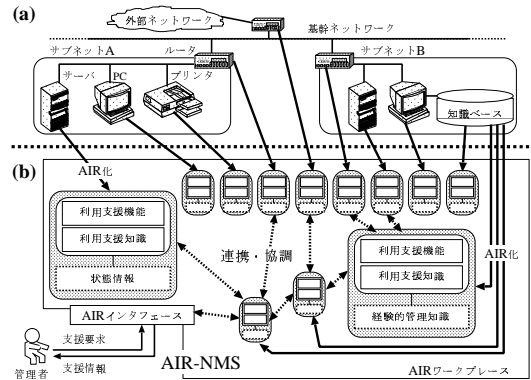 (a)
外部ネットワーク
基幹ネットワーク
サブネットA
ルータ
サブネットB
サーバ
PC
プリンタ
知識ベース
(b)
AIR化
利用支援機能
利用支援知識
状態情報
連携・協調
利用支援機能
利用支援知識
経験的管理知識
AIR化
AIRインタフェース
支援要求
支援情報
管理者
AIR-NMS
AIRワークプレース